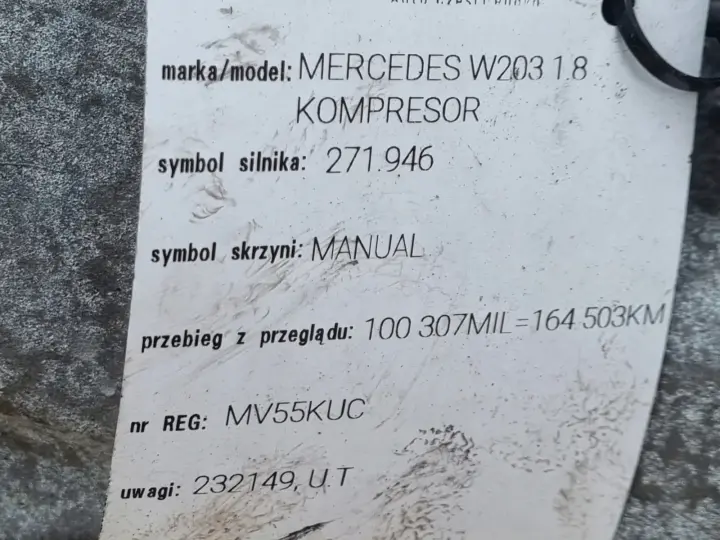 marka/model: MERCEDES W203 1.8
KOMPRESOR
symbol silnika: 271.946
symbol skrzyni: MANUAL
przebieg z przeglądu: 100 307MIL=164 503KM
nr REG: MV55KUC
uwagi: 232149, U.T